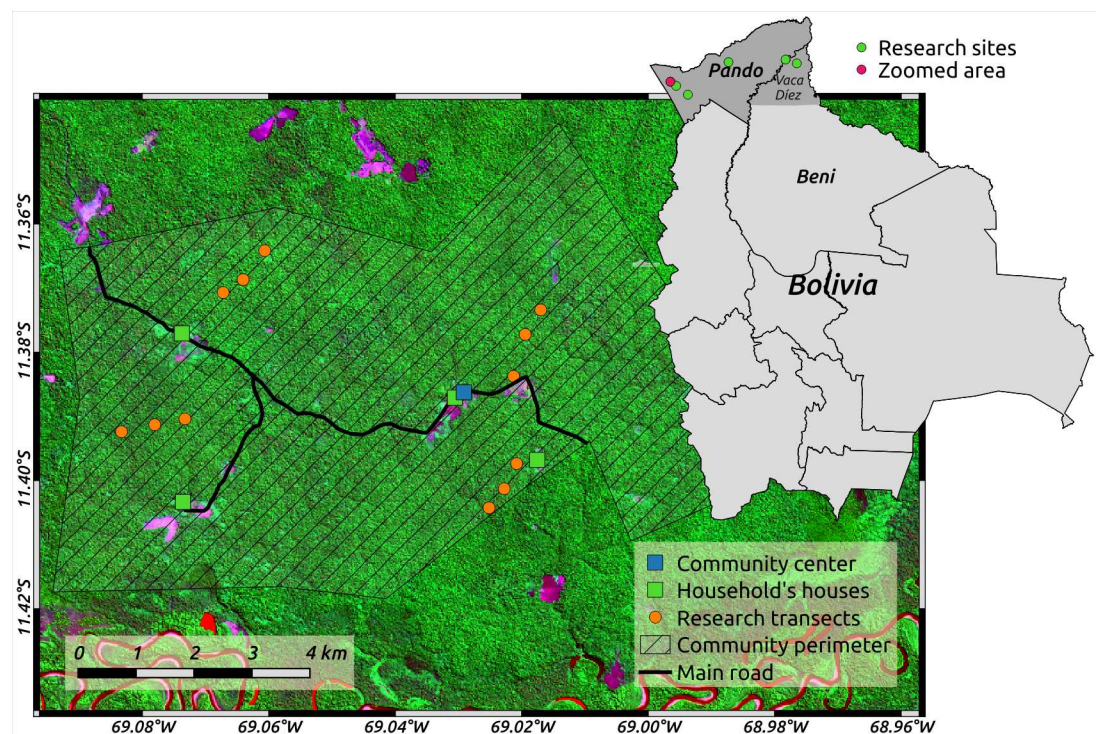 Research sites
Zoomed area
Pando
Vaca
Díez
Beni
Bolivia
11.36°S
11.38°S
11.40°S
11.42°S
Community center
Household's houses
Research transects
Community perimeter
Main road
0 1 2 3 4 km
69.08°W 69.06°W 69.04°W 69.02°W 69.00°W 68.98°W 68.96°W